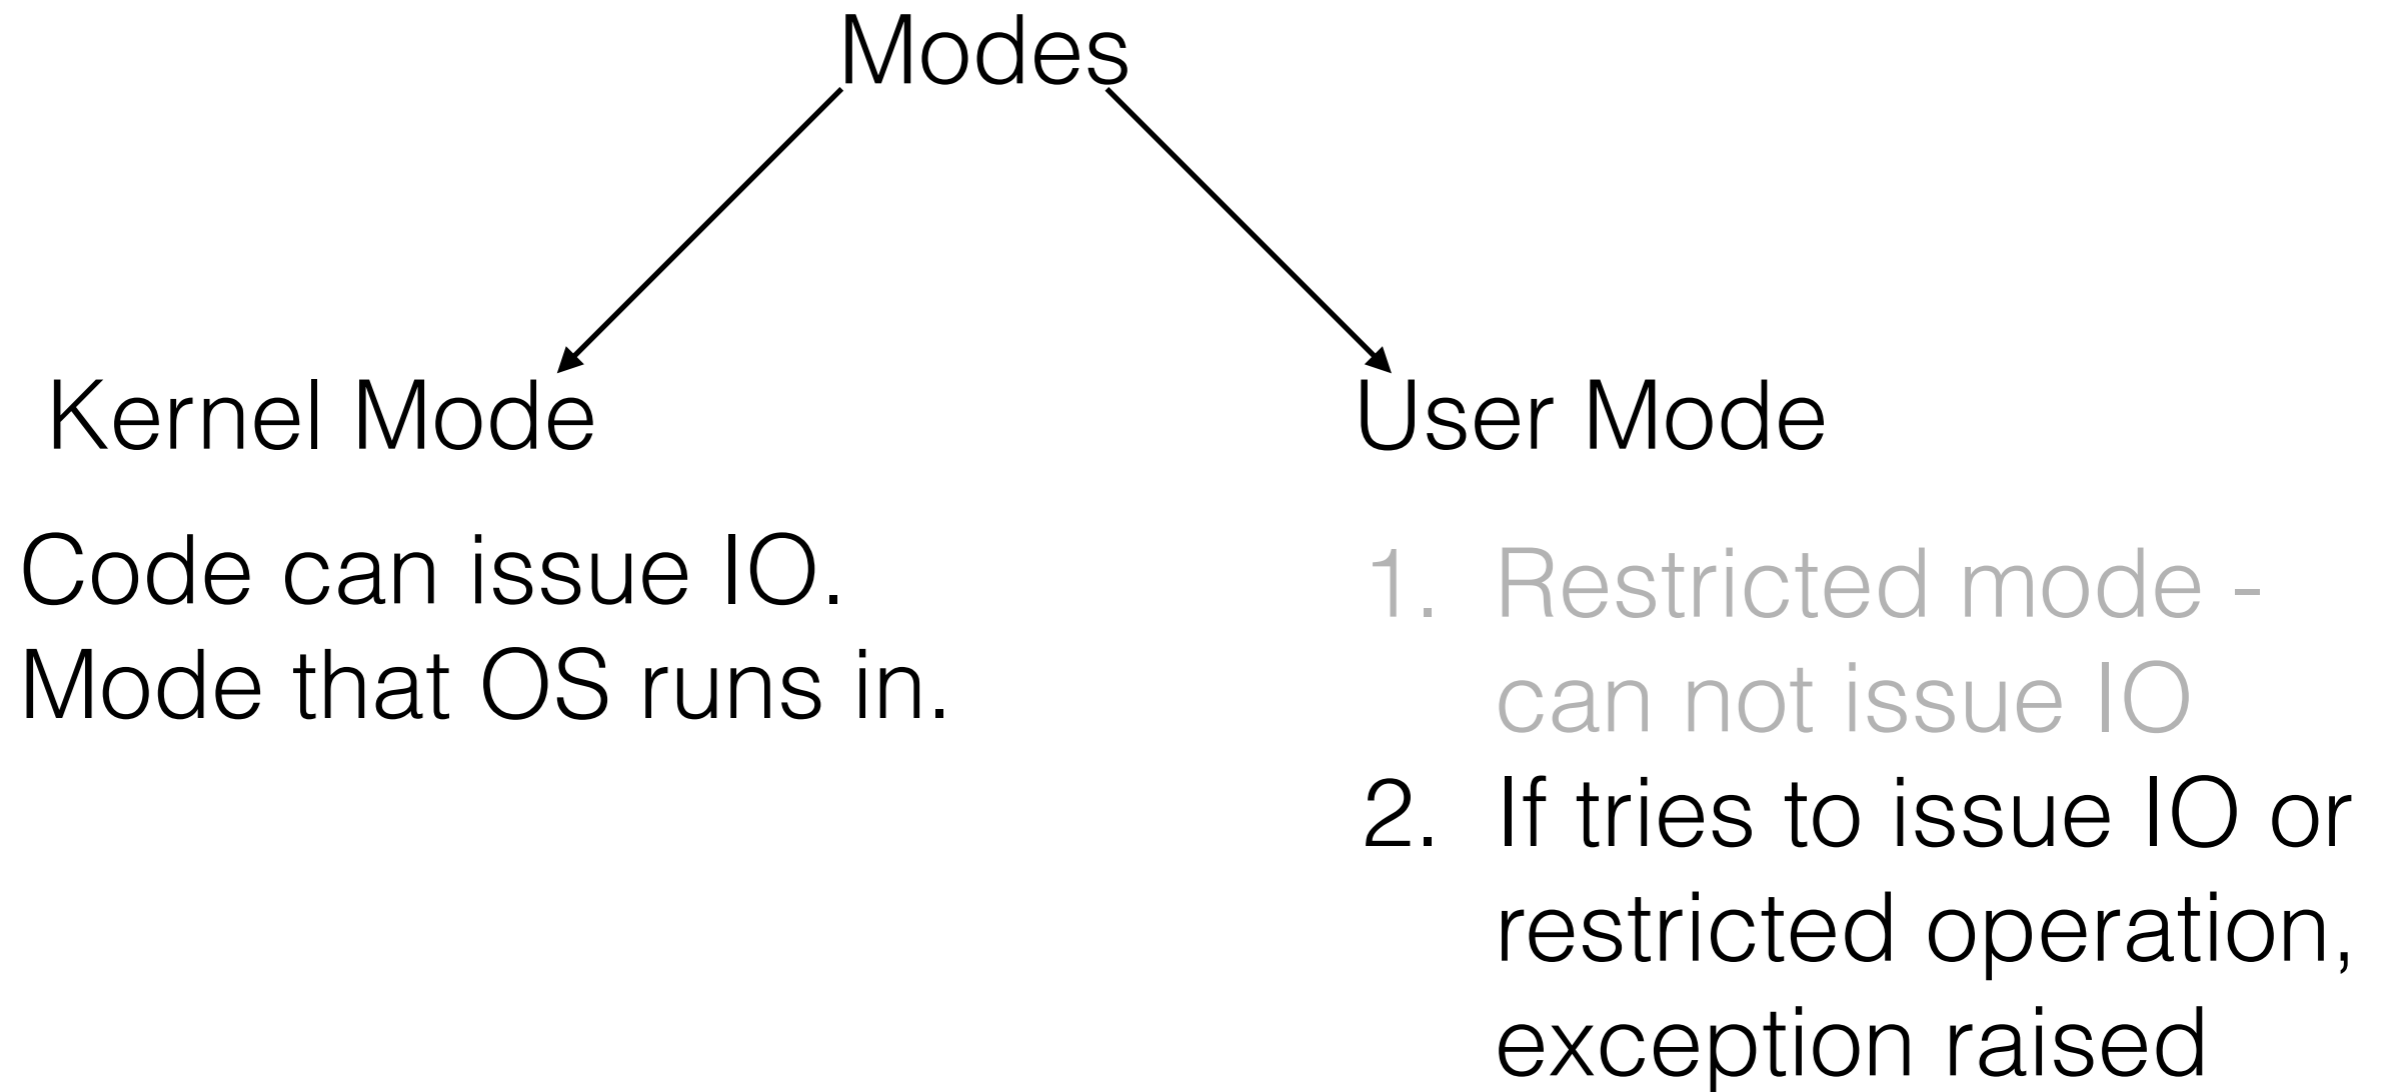 Modes
Kernel Mode
Code can issue IO.
Mode that OS runs in.
User Mode
1. Restricted mode -
can not issue IO
2. If tries to issue IO or
restricted operation,
exception raised